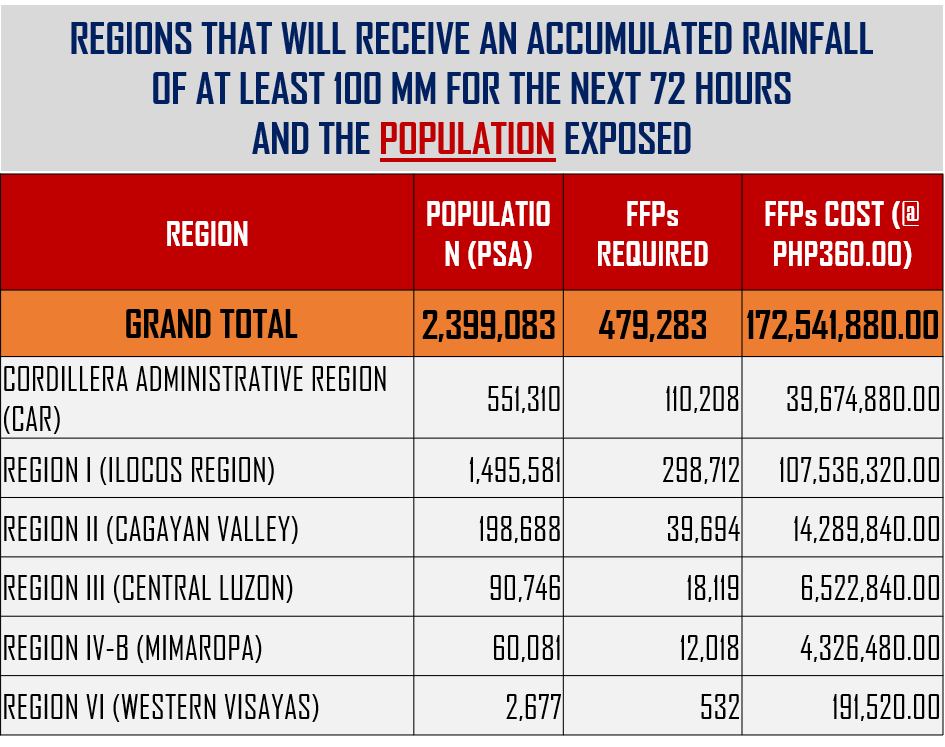 REGIONS THAT WILL RECEIVE AN ACCUMULATED RAINFALL
OF AT LEAST 100 MM FOR THE NEXT 72 HOURS
AND THE POPULATION EXPOSED
REGION POPULATIO FFPs FFPs COST (@
N (PSA) REQUIRED PHP360.00)
GRAND TOTAL 2,399,083 479,283 172,541,880.00
CORDILLERA ADMINISTRATIVE REGION
(CAR) 551,310 110,208 39,674,880.00
REGION I (ILOCOS REGION) 1,495,581 298,712 107,536,320.00
REGION II (CAGAYAN VALLEY) 198,688 39,694 14,289,840.00
REGION III (CENTRAL LUZON) 90,746 18,119 6,522,840.00
REGION IV-B (MIMAROPA) 60,081 12,018 4,326,480.00
REGION VI (WESTERN VISAYAS) 2,677 532 191,520.00